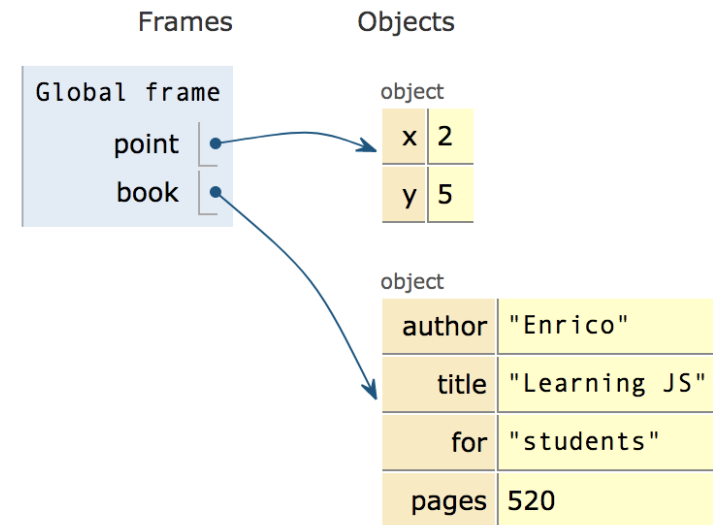 Frames Objects
Global frame
point
book
object
x 2
y 5
object
author "Enrico"
title "Learning JS"
for "students"
pages 520